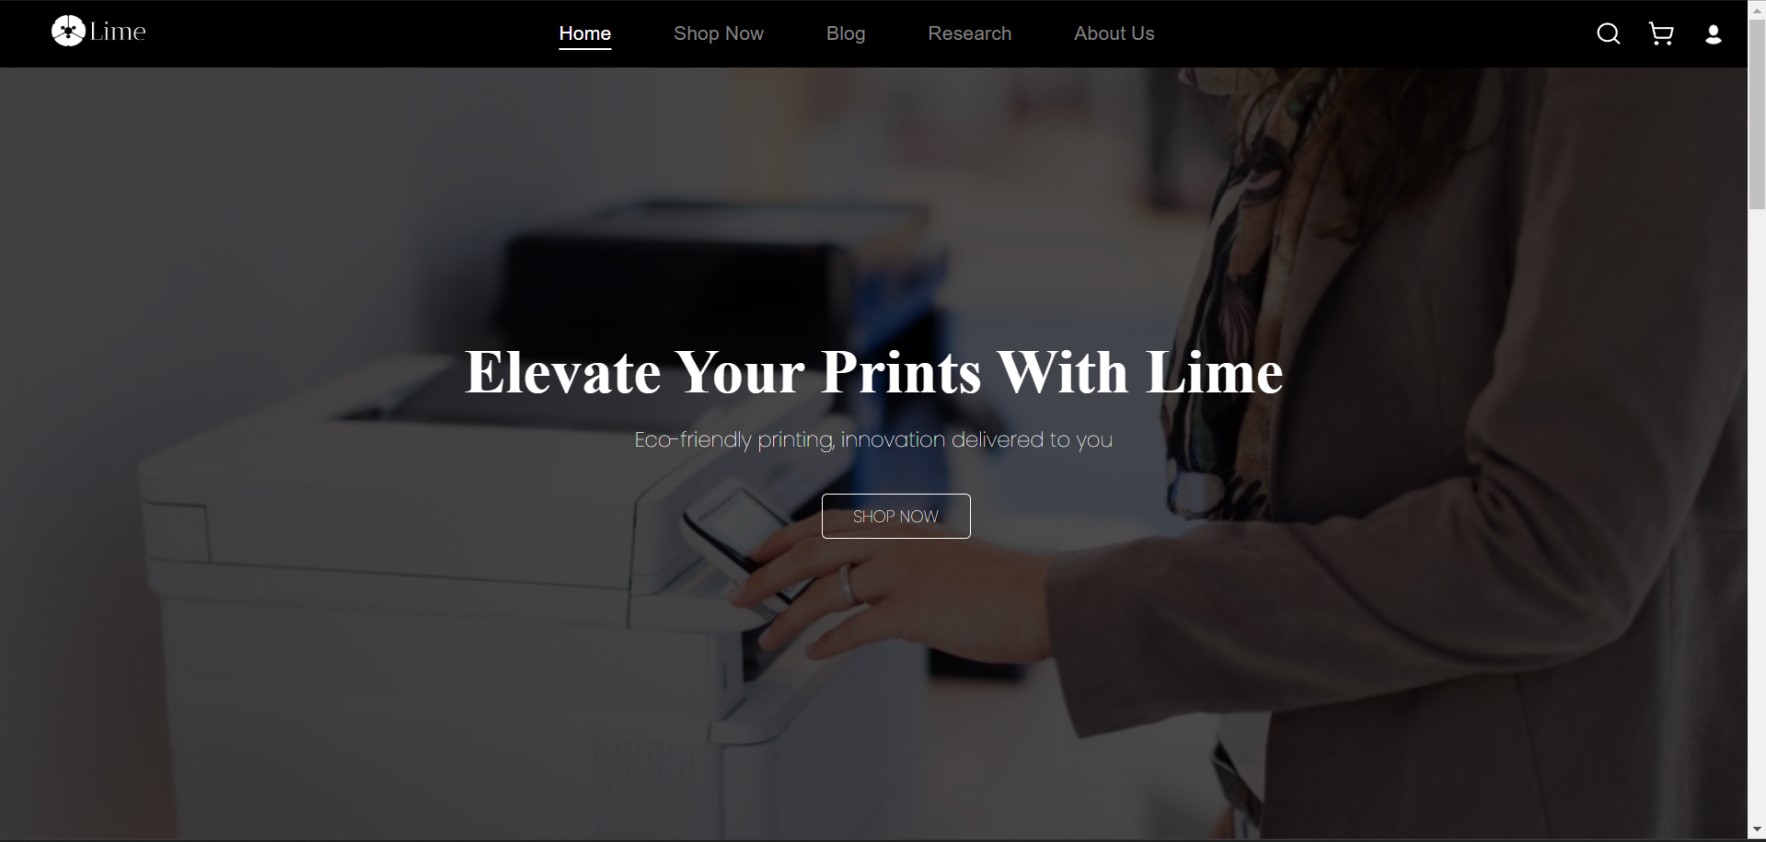 Lime
Home Shop Now Blog Research About Us
Elevate Your Prints With Lime
Eco-friendly printing, innovation delivered to you
SHOP NOW